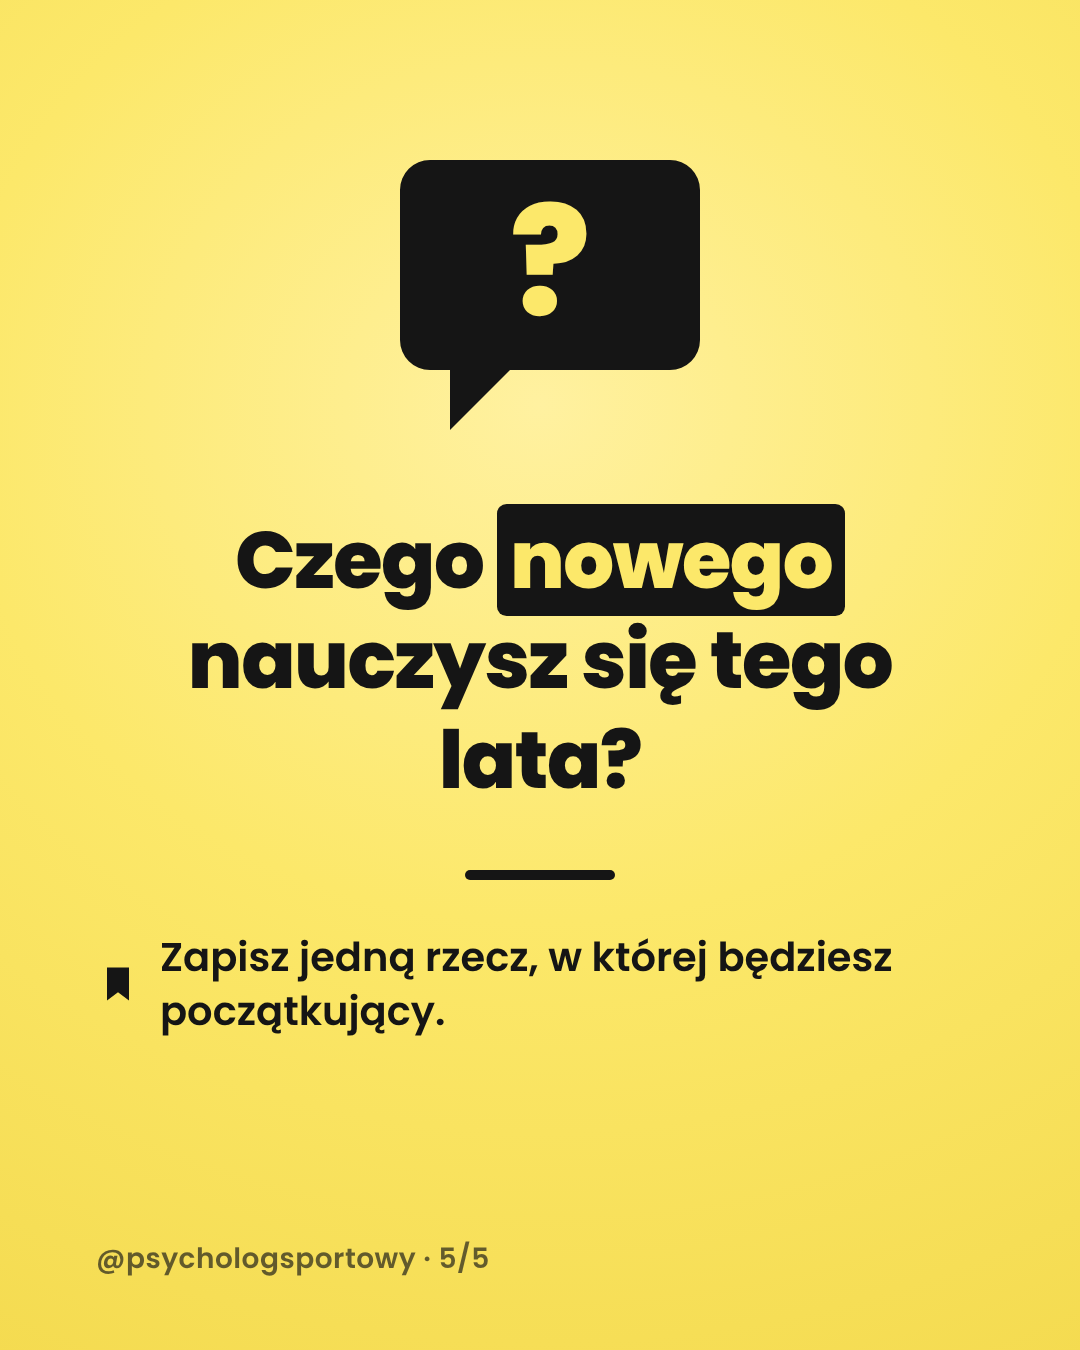 ?
Czego nowego
nauczysz się tego
lata?
Zapisz jedną rzecz, w której będziesz
początkujący.
@psychologsportowy · 5/5